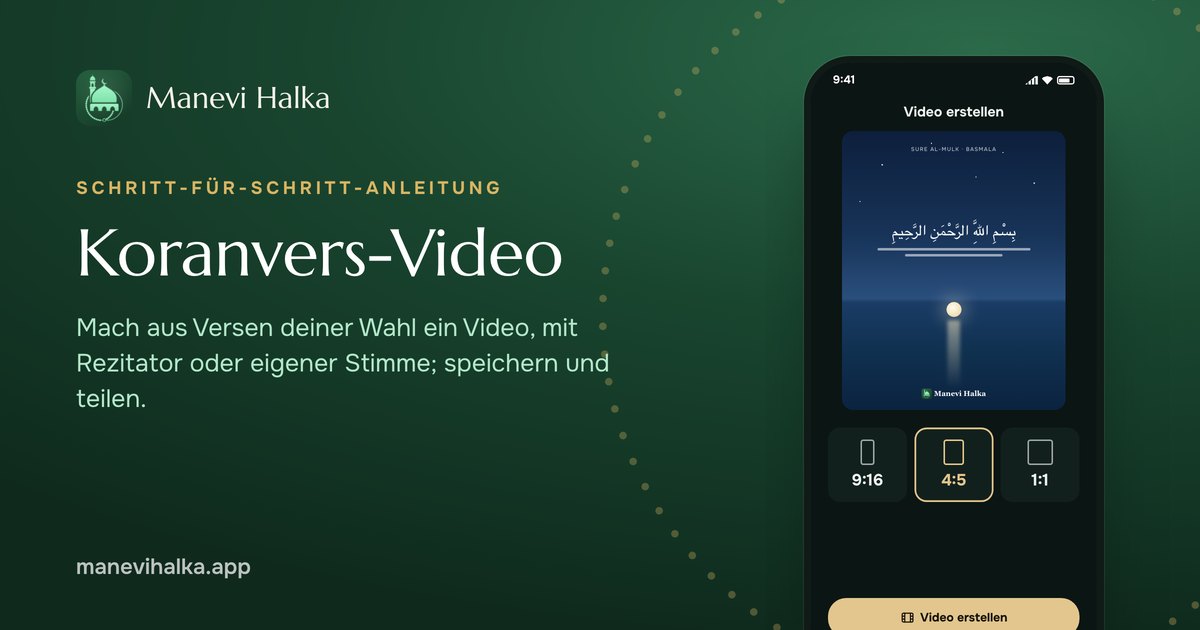 Manevi Halka
SCHRITT-FÜR-SCHRITT-ANLEITUNG
Koranvers-Video
Mach aus Versen deiner Wahl ein Video, mit
Rezitator oder eigener Stimme; speichern und
teilen.
manevihalka.app
9:41
Video erstellen
SURE AL-MULK · BASMALA
بِسْمِ اللَّهِ الرَّحْمَنِ الرَّحِيمِ
Manevi Halka
9:16
4:5
1:1
Video erstellen